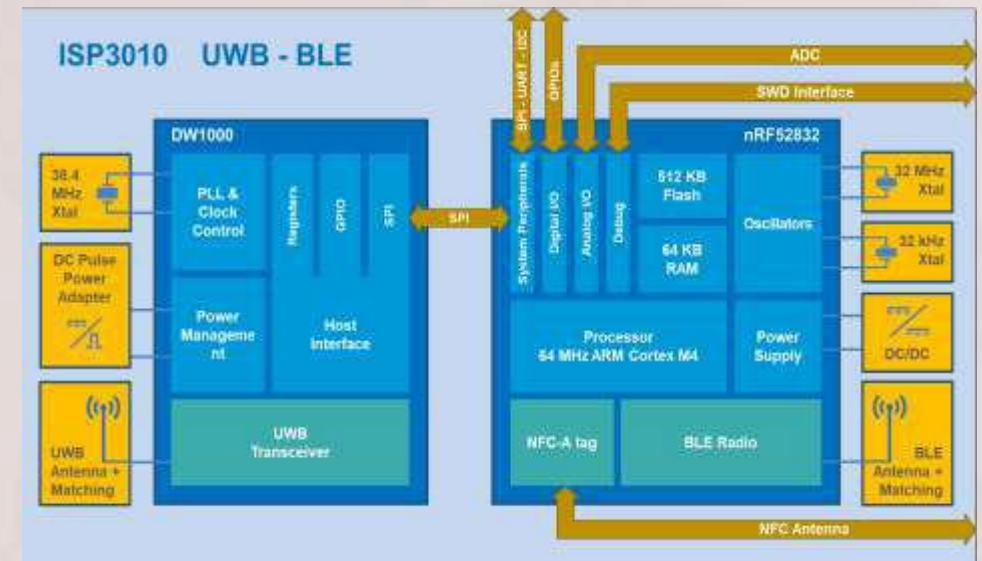 ISP3010 UWB - BLE
SPI - UART - I2C
GPIOs
ADC
SWD Interface
DW1000
nRF52832
38.4
MHz
Xtal
PLL &
Clock
Control
Registers
GPIO
SPI
SPI
System Peripherals
Digital I/O
Analog I/O
Debug
512 KB
Flash
64 KB
RAM
Oscillators
32 MHz
Xtal
32 kHz
Xtal
DC Pulse
Power
Adapter
Power
Manageme
nt
Host
Interface
Processor
64 MHz ARM Cortex M4
Power
Supply
DC/DC
UWB
Antenna +
Matching
UWB
Transceiver
NFC-A tag
BLE Radio
BLE
Antenna +
Matching
NFC Antenna